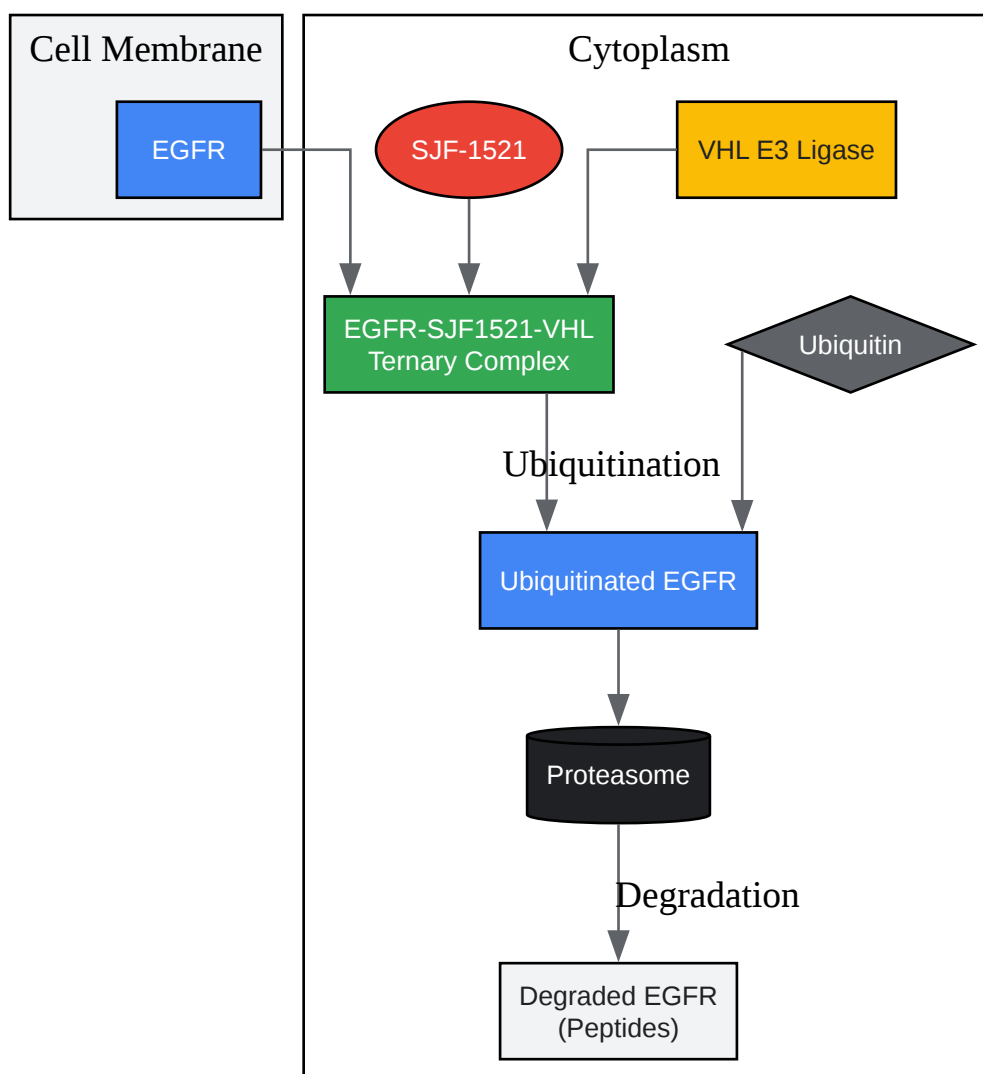 Cell Membrane
Cytoplasm
EGFR
SJF-1521
VHL E3 Ligase
EGFR-SJF1521-VHL
Ternary Complex
Ubiquitin
Ubiquitination
Ubiquitinated EGFR
Proteasome
Degradation
Degraded EGFR
(Peptides)